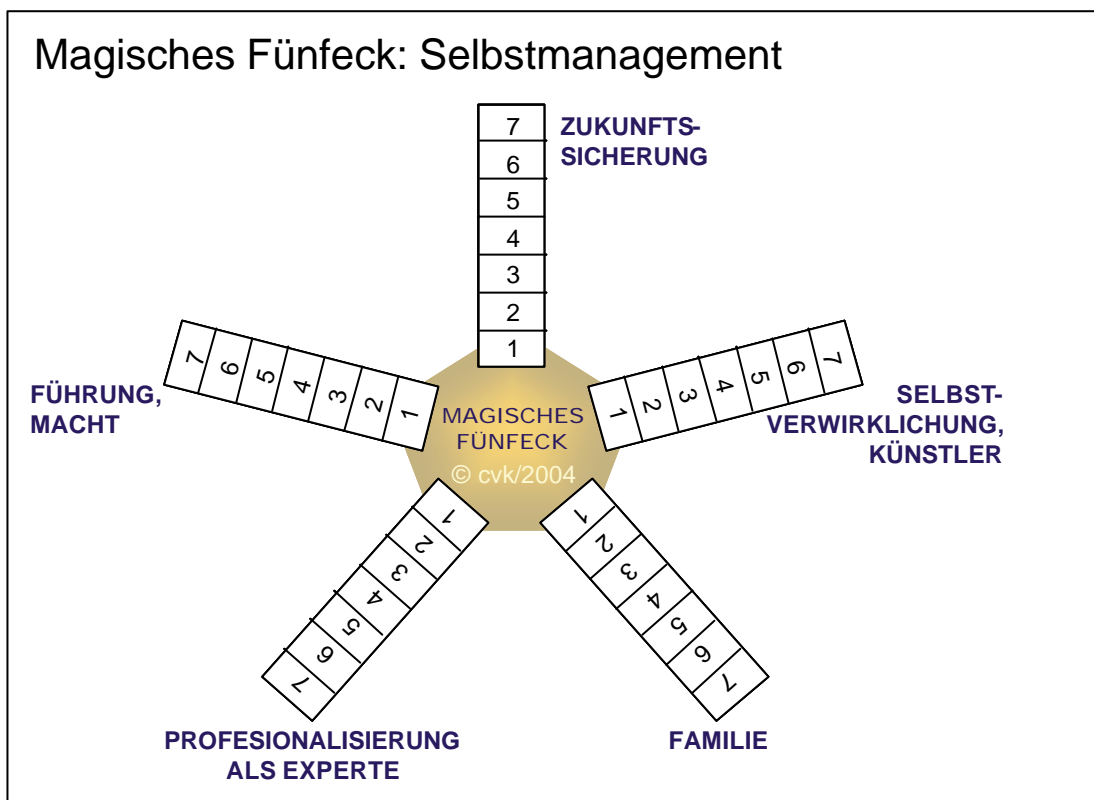 Magisches Fünfeck: Selbstmanagement
7
6
5
4
3
2
1
ZUKUNFTS-
SICHERUNG
7 6 5 4 3 2 1
FÜHRUNG,
MACHT
1 2 3 4 5 6 7
SELBST-
VERWIRKLICHUNG,
KÜNSTLER
MAGISCHES
FÜNFECK
© cvk/2004
1
2
3
4
5
6
7
PROFESIONALISIERUNG
ALS EXPERTE
1
2
3
4
5
6
7
FAMILIE